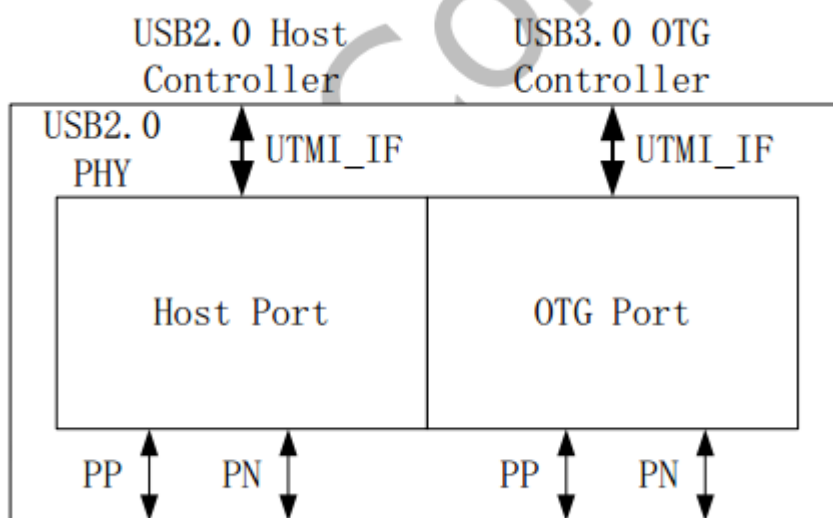 USB2.0 Host
Controller
USB3.0 OTG
Controller
USB2.0
PHY
UTMI_IF
UTMI_IF
Host Port
OTG Port
PP
PN
PP
PN